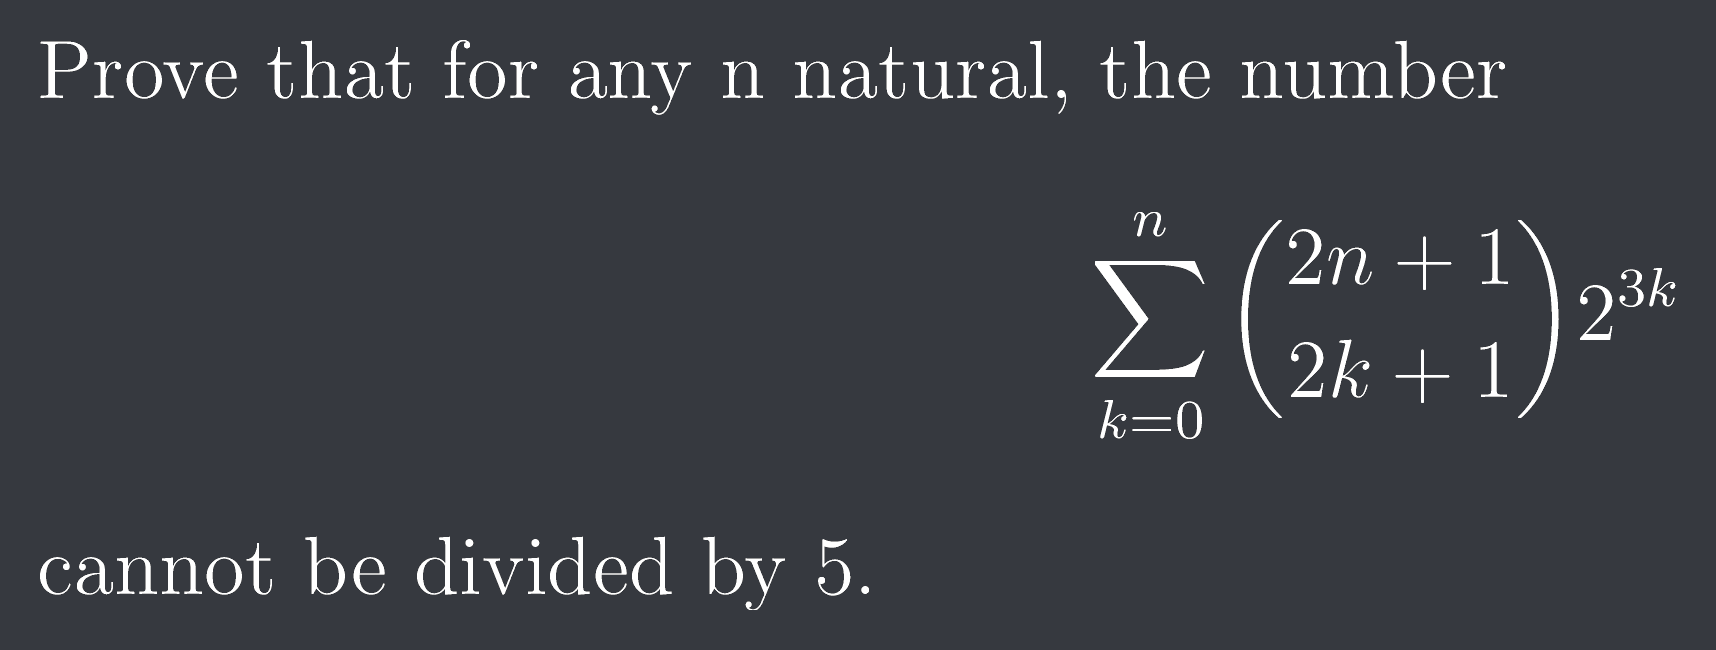 Prove that for any n natural, the number
\sum_{k=0}^{n} \binom{2n+1}{2k+1} 2^{3k}
cannot be divided by 5.